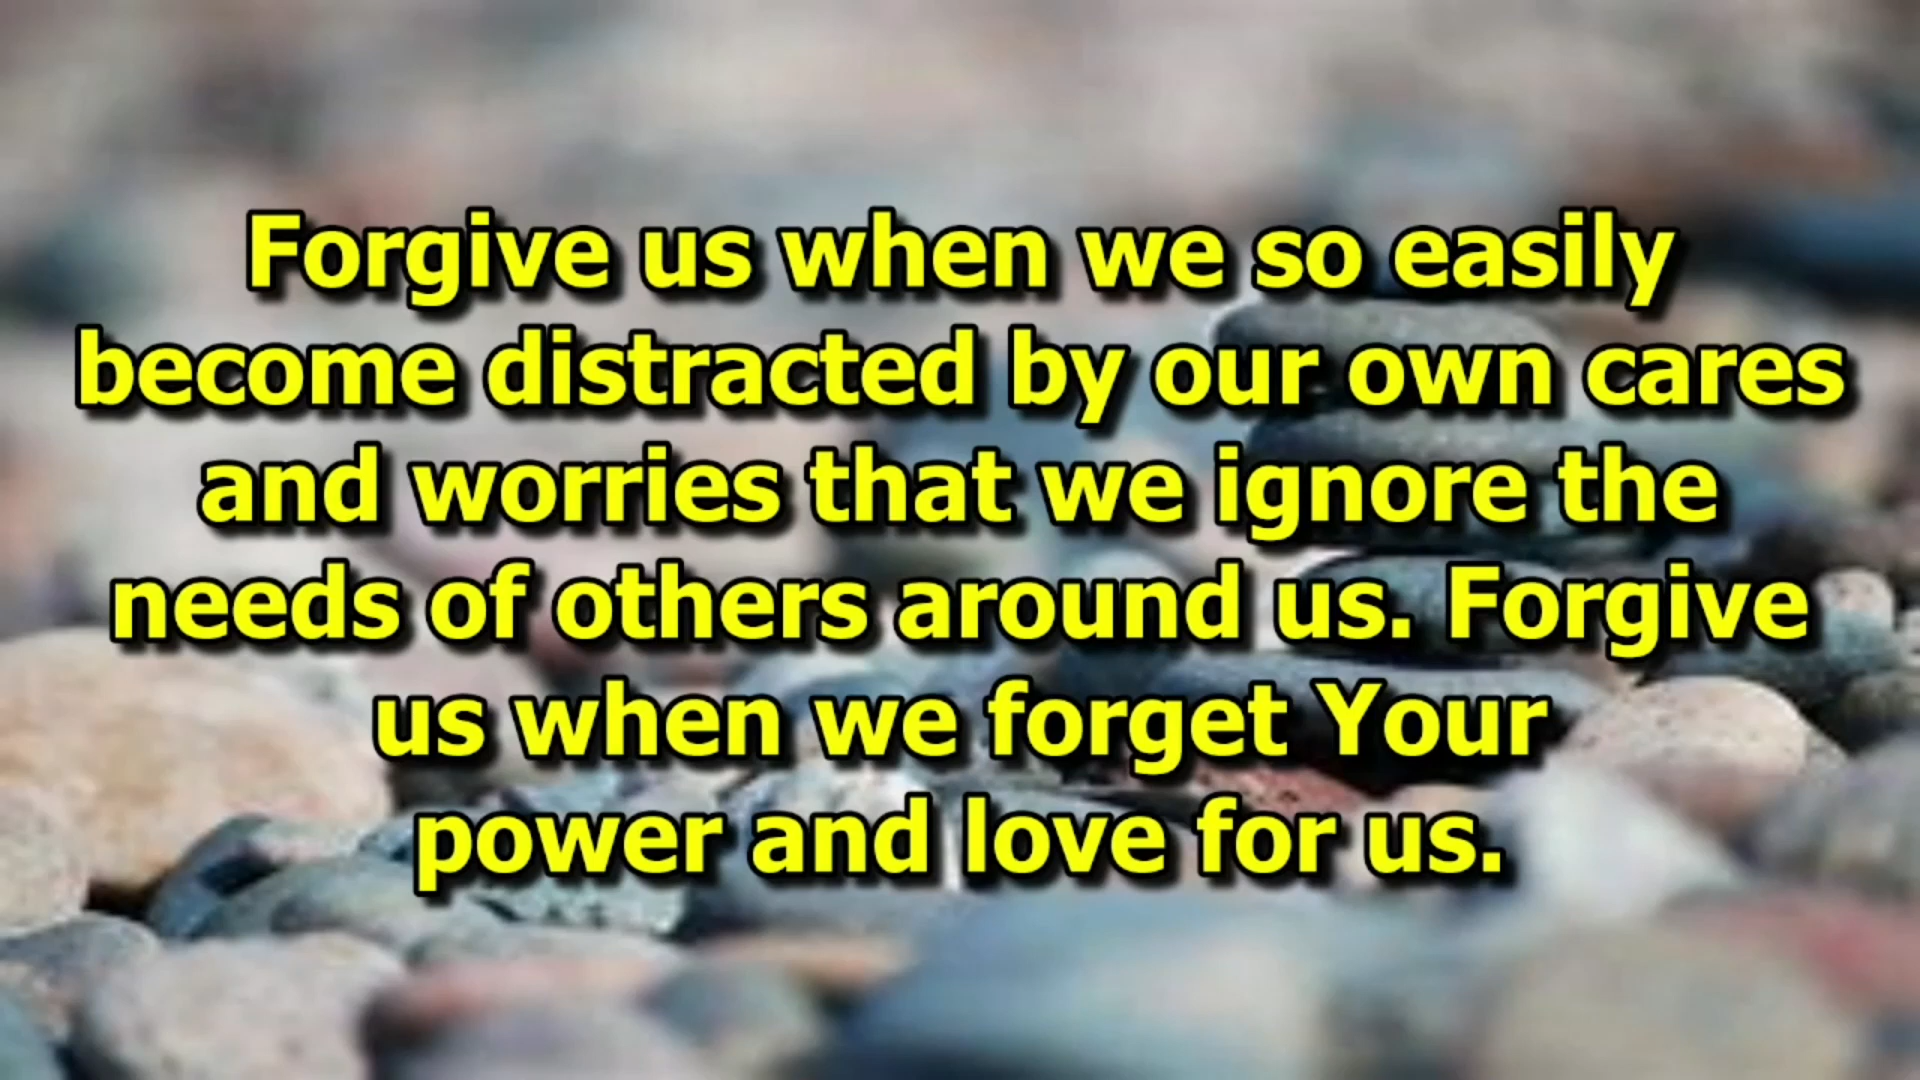 Forgive us when we so easily
become distracted by our own cares
and worries that we ignore the
needs of others around us. Forgive
us when we forget Your
power and love for us.